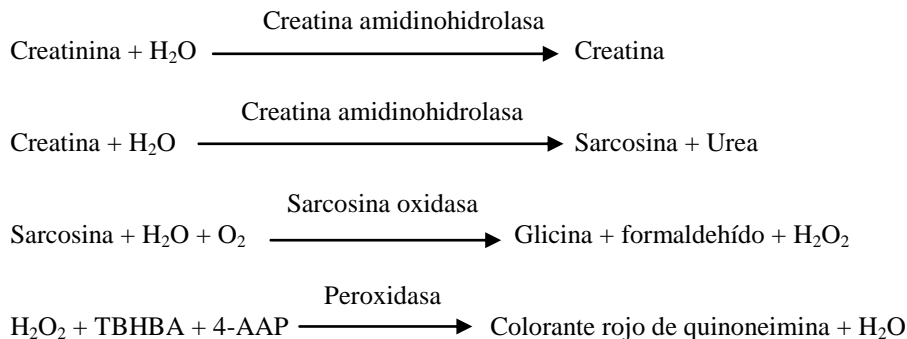 Creatina amidinohidrolasa
Creatinina + H₂O Creatina
Creatina amidinohidrolasa
Creatina + H₂O Sarcosina + Urea
Sarcosina oxidasa
Sarcosina + H₂O + O₂ Glicina + formaldehído + H₂O₂
Peroxidasa
H₂O₂ + TBHBA + 4-AAP Colorante rojo de quinoneimina + H₂O